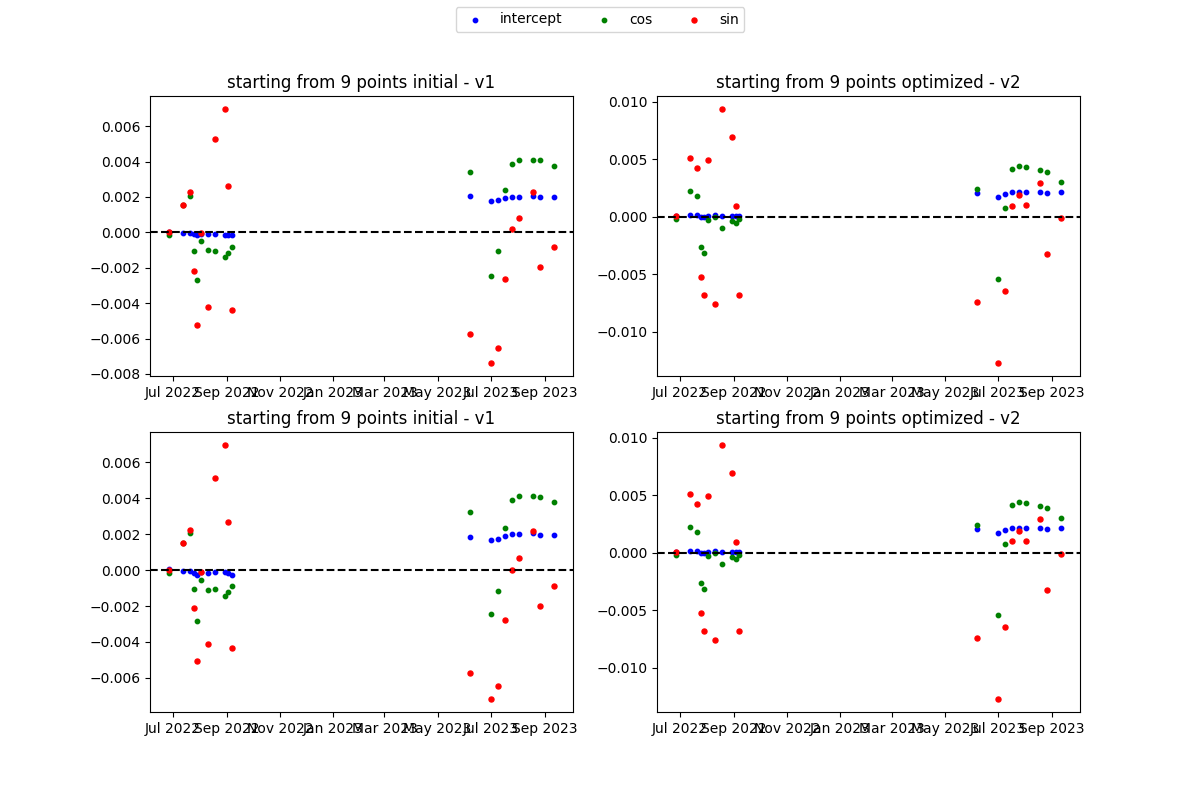 intercept cos sin
starting from 9 points initial - v1
0.006
0.004
0.002
0.000
−0.002
−0.004
−0.006
−0.008
Jul 2022 Sep 2022 Nov 2022 Jan 2023 Mar 2023 May 2023 Jul 2023 Sep 2023
starting from 9 points optimized - v2
0.010
0.005
0.000
−0.005
−0.010
Jul 2022 Sep 2022 Nov 2022 Jan 2023 Mar 2023 May 2023 Jul 2023 Sep 2023
starting from 9 points initial - v1
0.006
0.004
0.002
0.000
−0.002
−0.004
−0.006
Jul 2022 Sep 2022 Nov 2022 Jan 2023 Mar 2023 May 2023 Jul 2023 Sep 2023
starting from 9 points optimized - v2
0.010
0.005
0.000
−0.005
−0.010
Jul 2022 Sep 2022 Nov 2022 Jan 2023 Mar 2023 May 2023 Jul 2023 Sep 2023